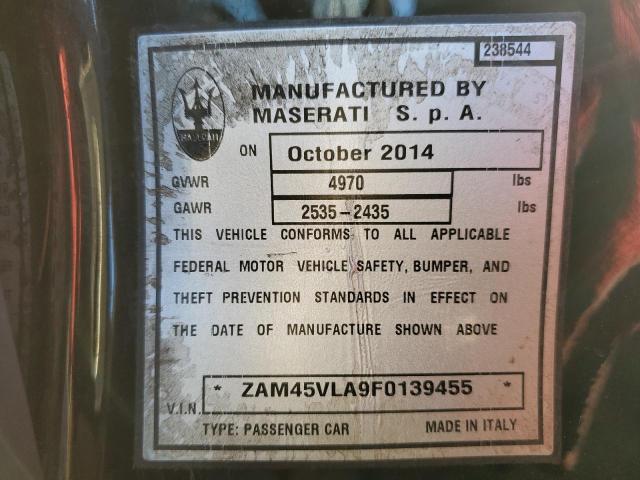 238544
MASERATI
MANUFACTURED BY
MASERATI S. p. A.
ON October 2014
GVWR 4970 lbs
GAWR 2535-2435 lbs
THIS VEHICLE CONFORMS TO ALL APPLICABLE
FEDERAL MOTOR VEHICLE SAFETY, BUMPER, AND
THEFT PREVENTION STANDARDS IN EFFECT ON
THE DATE OF MANUFACTURE SHOWN ABOVE
V.I.N. * ZAM45VLA9F0139455 *
TYPE: PASSENGER CAR MADE IN ITALY